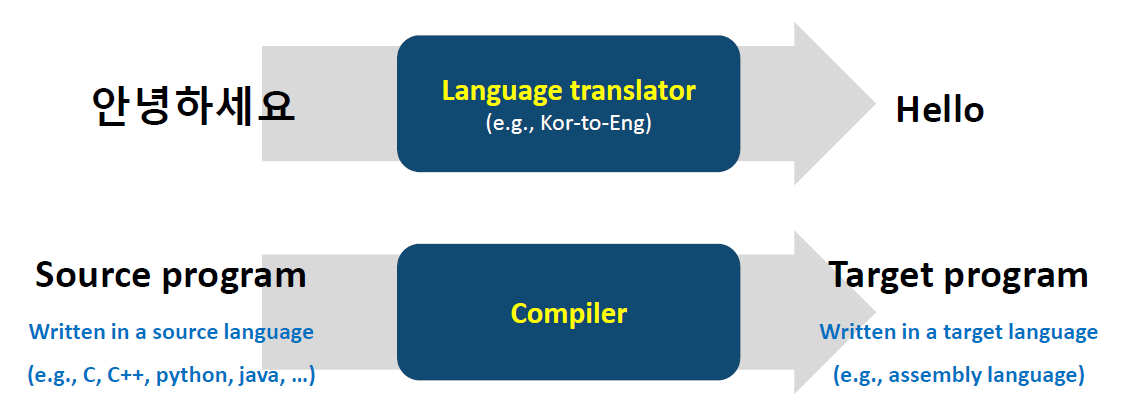 안녕하세요
Language translator
(e.g., Kor-to-Eng)
Hello
Source program
Written in a source language
(e.g., C, C++, python, java, …)
Compiler
Target program
Written in a target language
(e.g., assembly language)